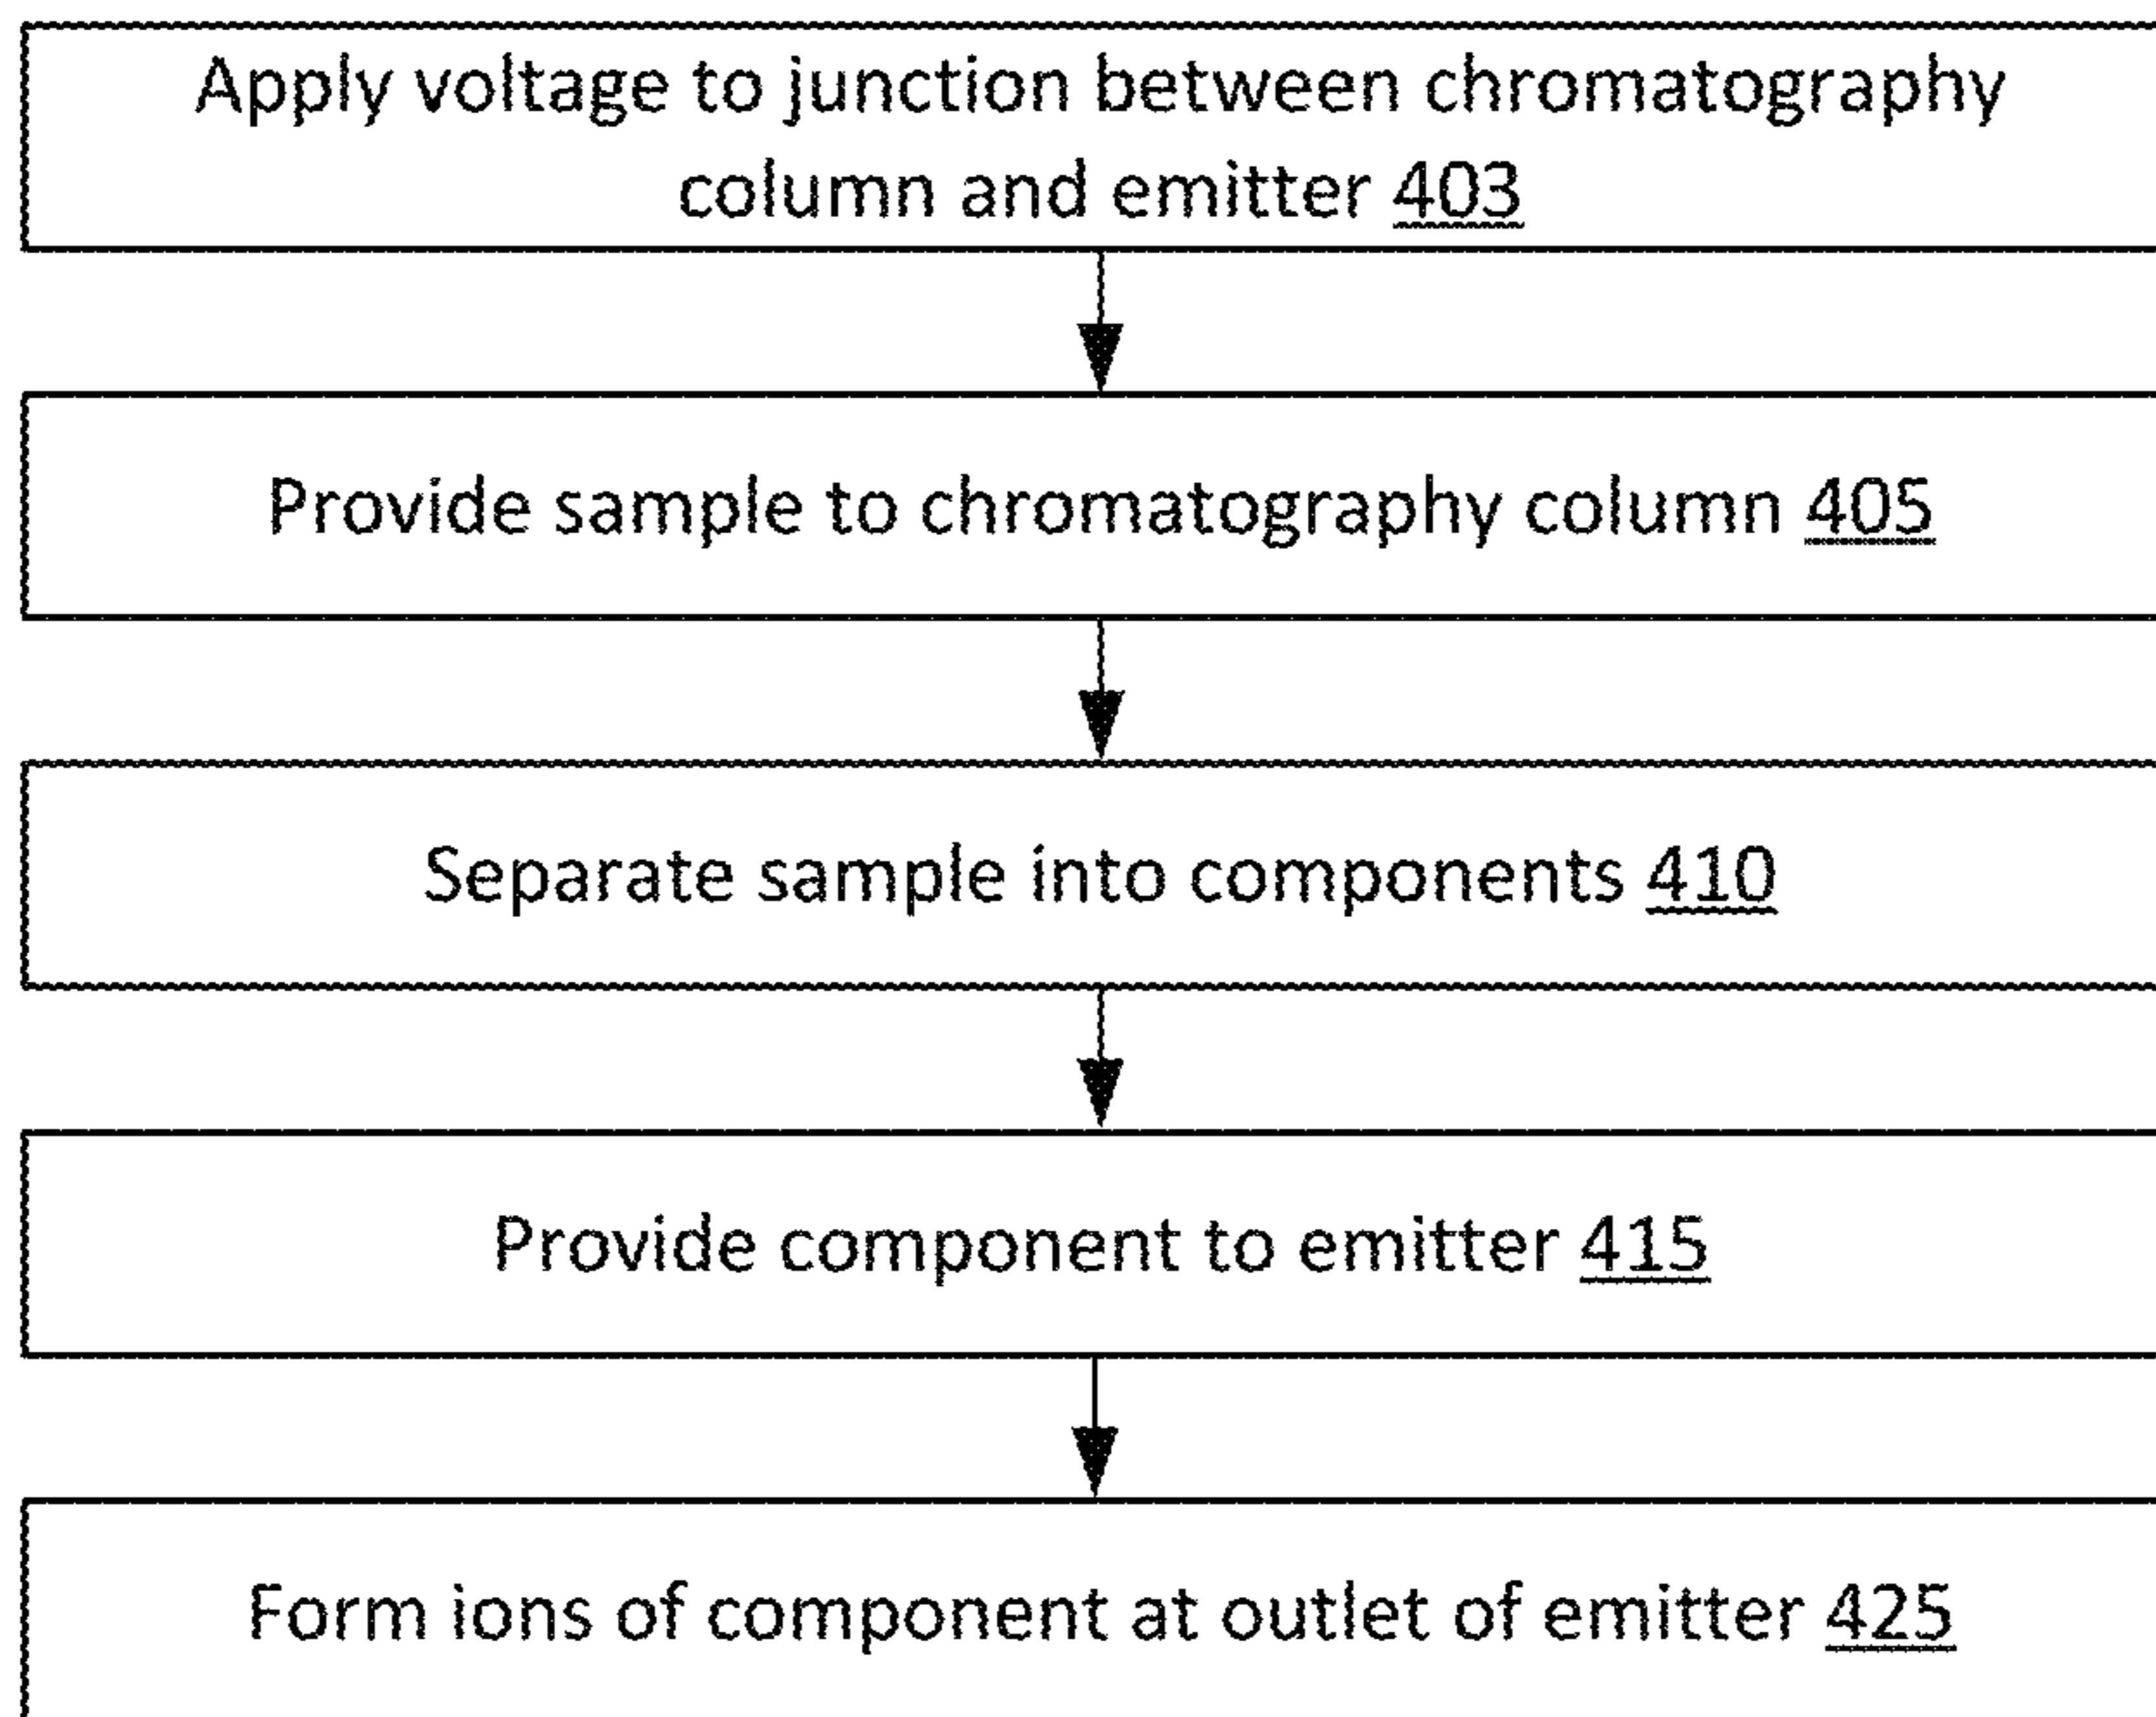 Apply voltage to junction between chromatography
column and emitter 403
Provide sample to chromatography column 405
Separate sample into components 410
Provide component to emitter 415
Form ions of component at outlet of emitter 425